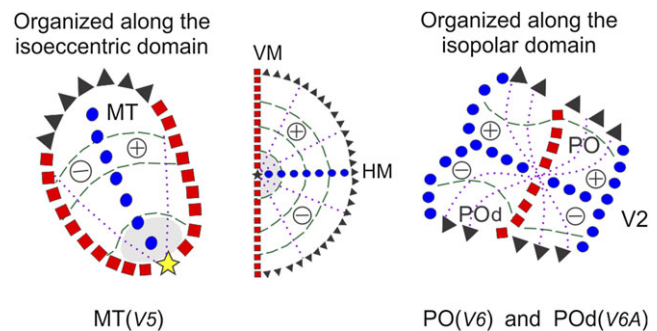 Organized along the
isoeccentric domain
MT
+
−
MT(V5)
VM
+
HM
−
Organized along the
isopolar domain
+
PO
−
+
POd
−
V2
PO(V6) and POd(V6A)